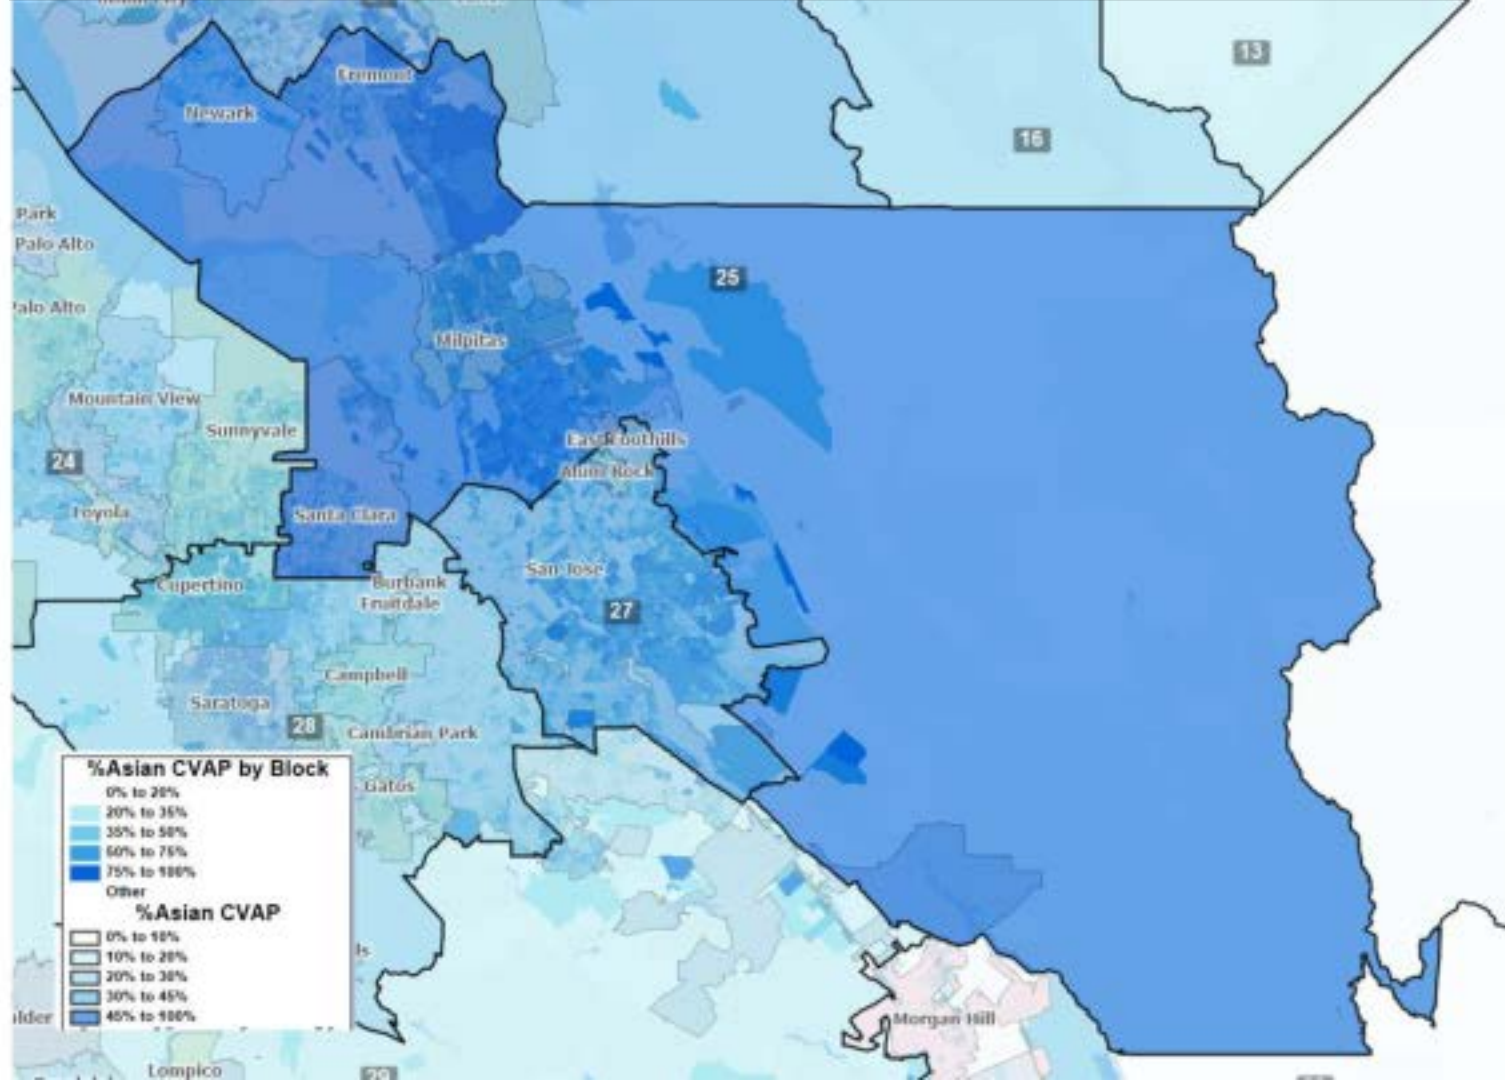 13
16
Fremont
Newark
Park
Palo Alto
Palo Alto
25
Milpitas
Mountain View
Sunnyvale
East Foothills
Alum Rock
24
Loyola
Santa Clara
San Jose
Cupertino
Burbank
Fruitdale
27
Campbell
Saratoga
28
Cambrian Park
Gatos
%Asian CVAP by Block
0% to 20%
20% to 35%
35% to 50%
50% to 75%
75% to 100%
Other
%Asian CVAP
0% to 10%
10% to 20%
20% to 30%
30% to 45%
45% to 100%
ls
ulder
Morgan Hill
Lompico
29